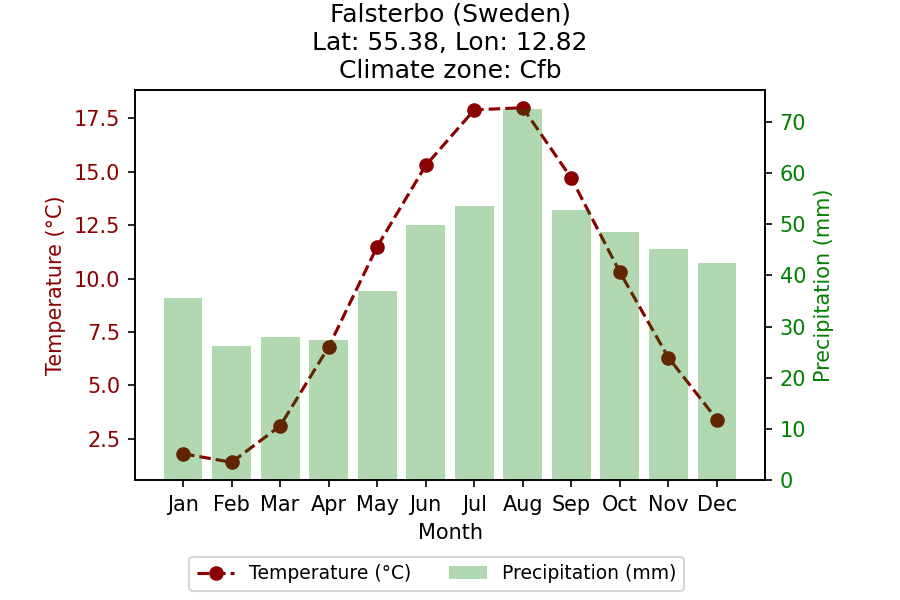 Falsterbo (Sweden)
Lat: 55.38, Lon: 12.82
Climate zone: Cfb
Temperature (°C)
17.5
15.0
12.5
10.0
7.5
5.0
2.5
70
60
50
40
30
20
10
0
Precipitation (mm)
Jan Feb Mar Apr May Jun Jul Aug Sep Oct Nov Dec
Month
Temperature (°C) Precipitation (mm)